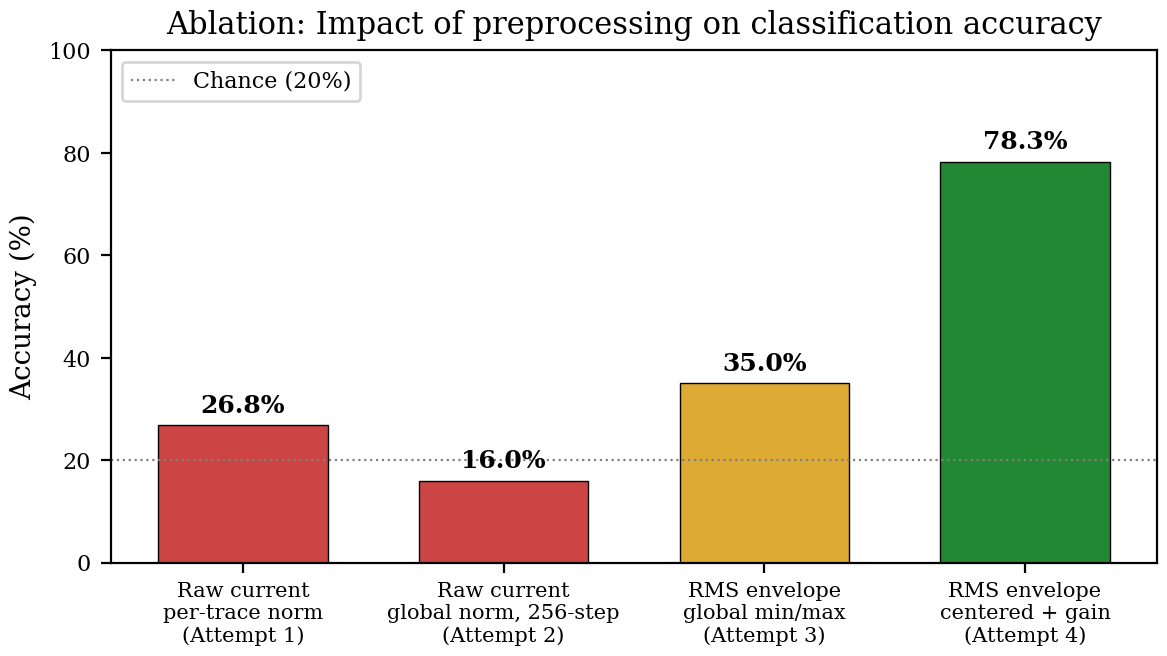 Ablation: Impact of preprocessing on classification accuracy
Chance (20%)
Accuracy (%)
100
80
60
40
20
0
26.8%
16.0%
35.0%
78.3%
Raw current
per-trace norm
(Attempt 1)
Raw current
global norm, 256-step
(Attempt 2)
RMS envelope
global min/max
(Attempt 3)
RMS envelope
centered + gain
(Attempt 4)